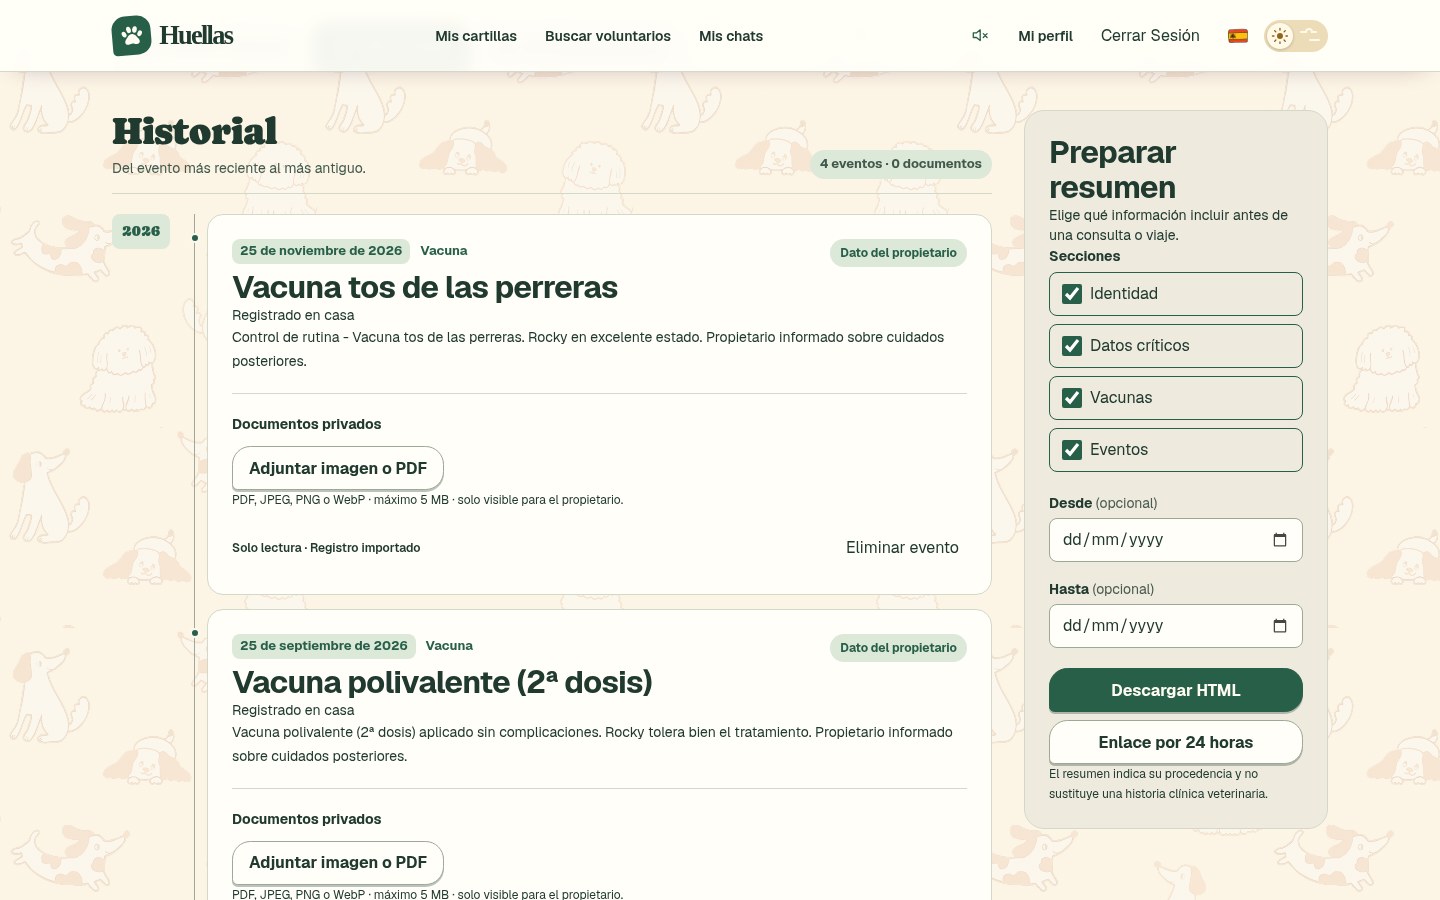 Huellas
Mis cartillas
Buscar voluntarios
Mis chats
Mi perfil
Cerrar Sesión
Historial
Del evento más reciente al más antiguo.
4 eventos · 0 documentos
2026
25 de noviembre de 2026
Vacuna
Dato del propietario
Vacuna tos de las perreras
Registrado en casa
Control de rutina - Vacuna tos de las perreras. Rocky en excelente estado. Propietario informado sobre cuidados
posteriores.
Documentos privados
Adjuntar imagen o PDF
PDF, JPEG, PNG o WebP · máximo 5 MB · solo visible para el propietario.
Solo lectura · Registro importado
Eliminar evento
25 de septiembre de 2026
Vacuna
Dato del propietario
Vacuna polivalente (2ª dosis)
Registrado en casa
Vacuna polivalente (2ª dosis) aplicado sin complicaciones. Rocky tolera bien el tratamiento. Propietario informado
sobre cuidados posteriores.
Documentos privados
Adjuntar imagen o PDF
PDF, JPEG, PNG o WebP · máximo 5 MB · solo visible para el propietario.
Preparar
resumen
Elige qué información incluir antes de
una consulta o viaje.
Secciones
Identidad
Datos críticos
Vacunas
Eventos
Desde (opcional)
dd/mm/yyyy
Hasta (opcional)
dd/mm/yyyy
Descargar HTML
Enlace por 24 horas
El resumen indica su procedencia y no
sustituye una historia clínica veterinaria.